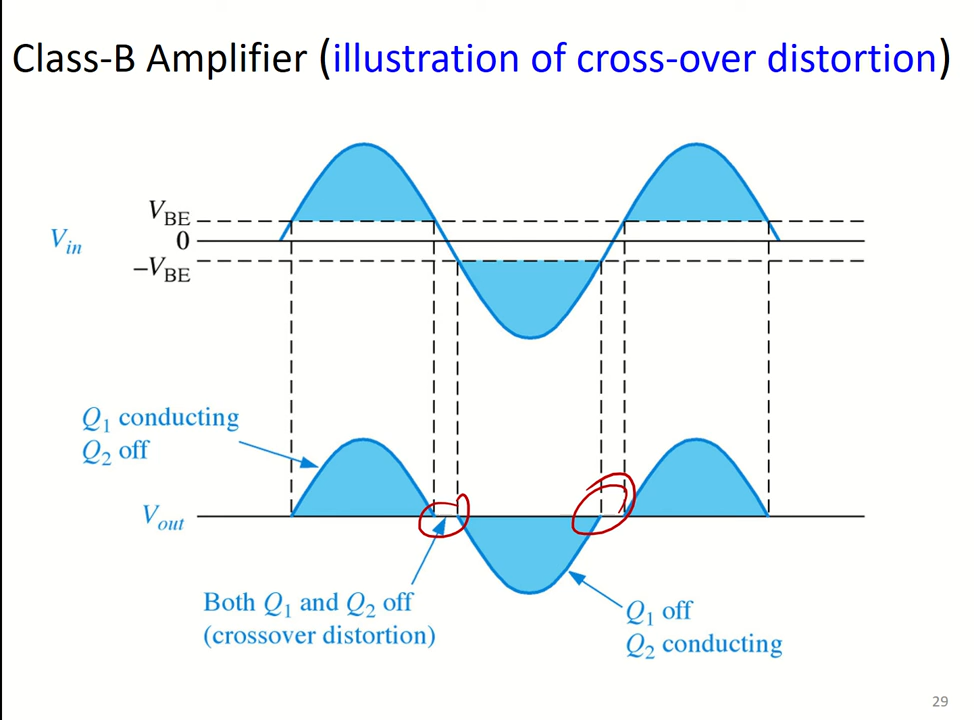 Class-B Amplifier (illustration of cross-over distortion)
V_BE
V_in
0
–V_BE
Q₁ conducting
Q₂ off
V_out
Both Q₁ and Q₂ off
(crossover distortion)
Q₁ off
Q₂ conducting
29